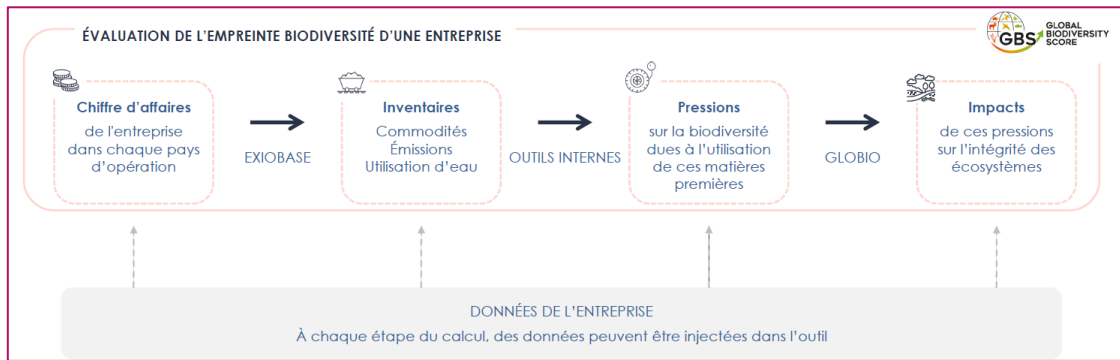 ÉVALUATION DE L'EMPREINTE BIODIVERSITÉ D'UNE ENTREPRISE
GBS
GLOBAL
BIODIVERSITY
SCORE
Chiffre d'affaires
de l'entreprise
dans chaque pays
d'opération
EXIOBASE
Inventaires
Commodités
Émissions
Utilisation d'eau
OUTILS INTERNES
Pressions
sur la biodiversité
dues à l'utilisation
de ces matières
premières
GLOBIO
Impacts
de ces pressions
sur l'intégrité des
écosystèmes
DONNÉES DE L'ENTREPRISE
À chaque étape du calcul, des données peuvent être injectées dans l'outil